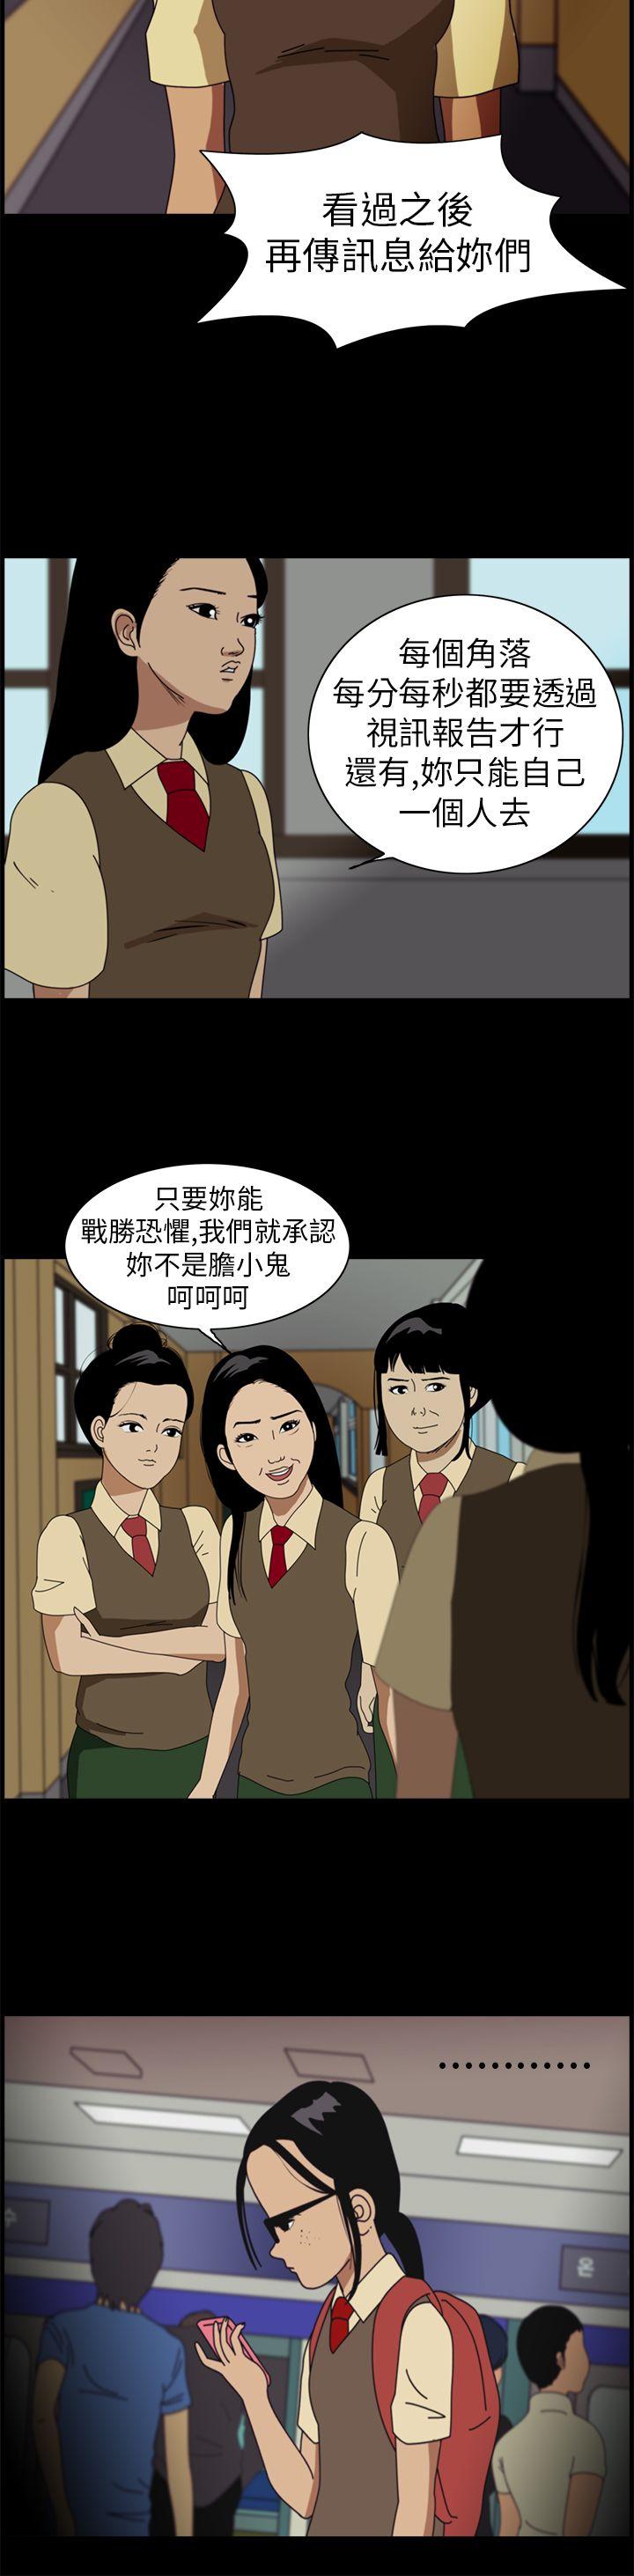 看過之後
再傳訊息給妳們
每個角落
每分每秒都要透過
視訊報告才行
還有,妳只能自己
一個人去
只要妳能
戰勝恐懼,我們就承認
妳不是膽小鬼
呵呵呵
............
수
온